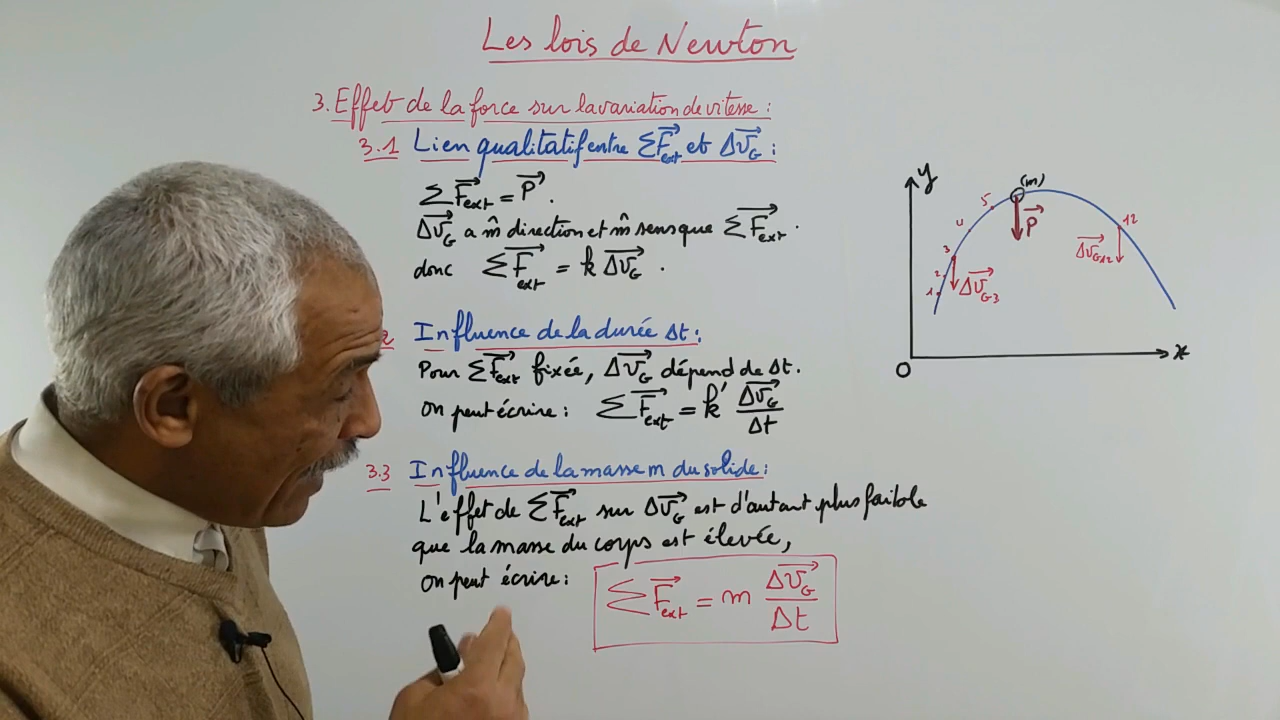 Les lois de Newton
3. Effet de la force sur la variation de vitesse :
3.1 Lien qualitatif entre ΣF⃗ext et Δv⃗G :
ΣF⃗ext = P⃗.
Δv⃗G a m̂ direction et m̂ sens que ΣF⃗ext.
donc ΣF⃗ext = k Δv⃗G.
2 Influence de la durée Δt :
Pour ΣF⃗ext fixée, Δv⃗G dépend de Δt.
On peut écrire : ΣF⃗ext = k' Δv⃗G / Δt
3.3 Influence de la masse m du solide :
L'effet de ΣF⃗ext sur Δv⃗G est d'autant plus faible
que la masse du corps est élevée,
on peut écrire : ΣF⃗ext = m Δv⃗G / Δt
y
(m)
P⃗
5
4
3
2
1
12
Δv⃗G12
Δv⃗G3
O
x